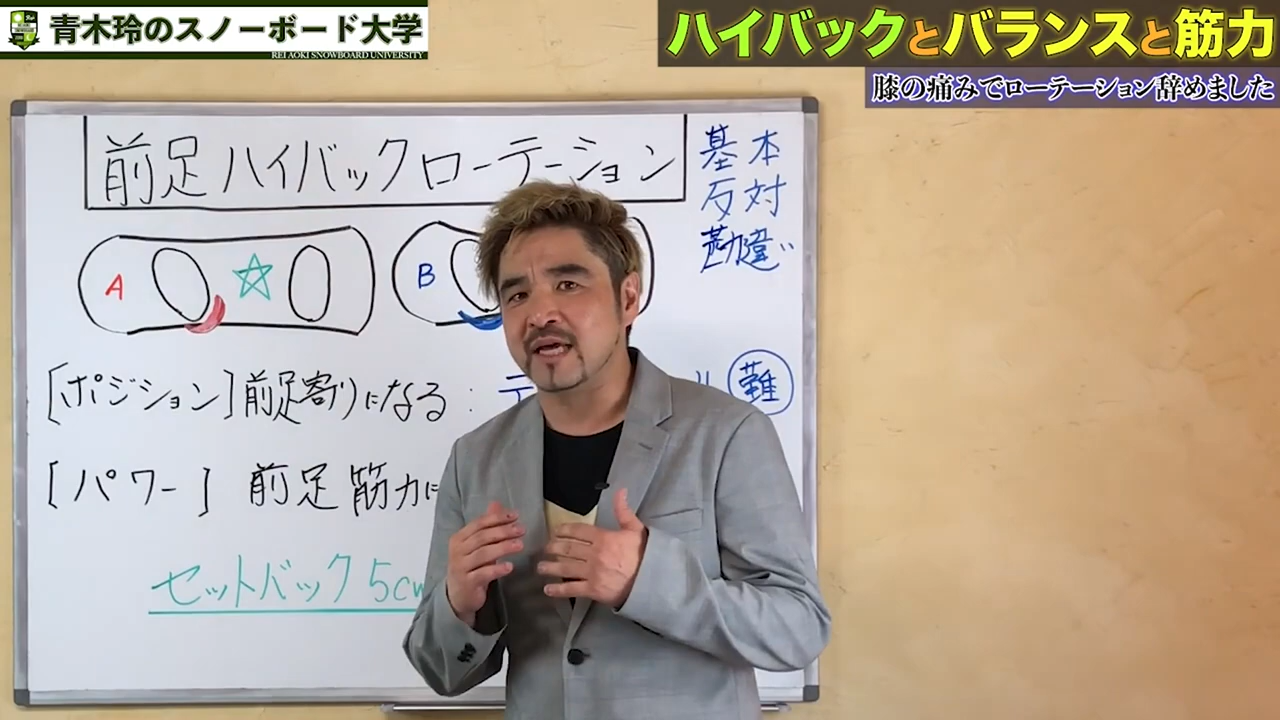 青木玲のスノーボード大学
REI AOKI SNOWBOARD UNIVERSITY
ハイバックとバランスと筋力
膝の痛みでローテーション辞めました
前足ハイバックローテーション
基本
反対
勘違い
A
B
[ポジション]前足寄りになる:テ
難
[パワー]前足筋力に
セットバック5cm